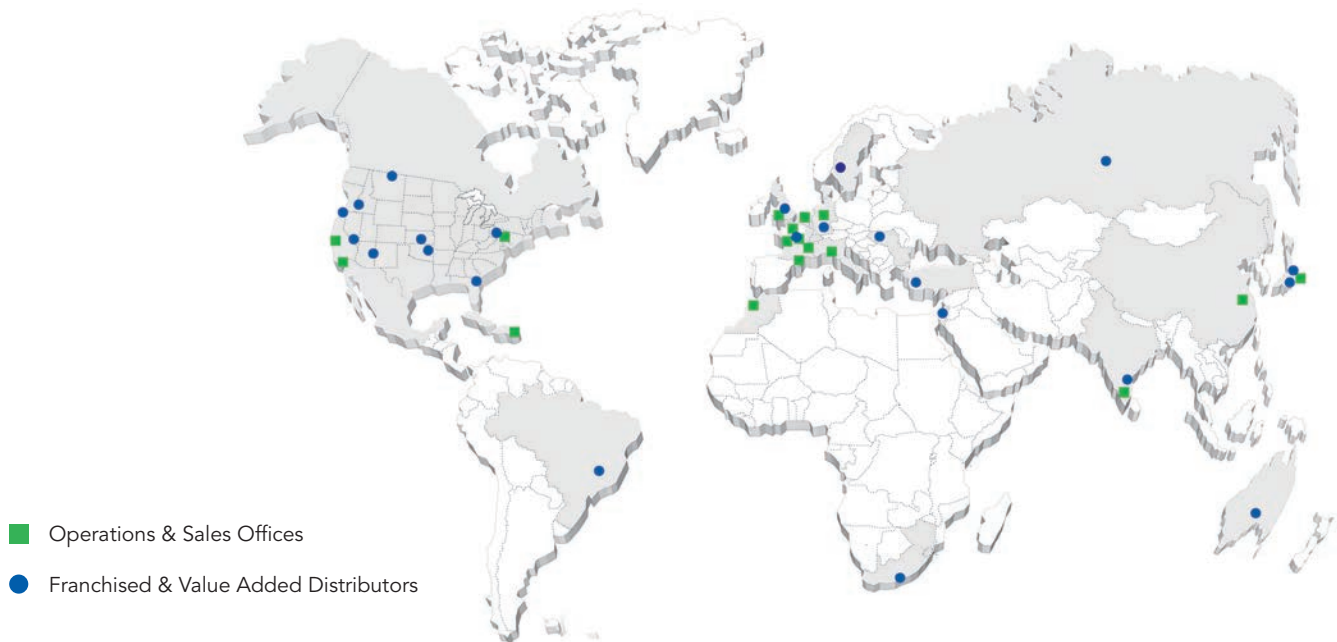 Operations & Sales Offices
Franchised & Value Added Distributors